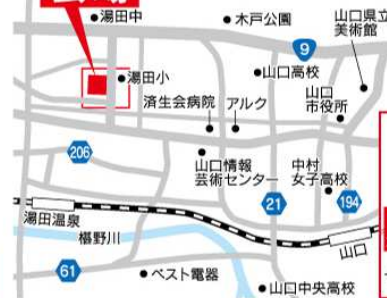 湯田中
木戸公園
山口県立
美術館
9
湯田小
山口高校
済生会病院
アルク
山口
市役所
206
山口情報
芸術センター
中村
女子高校
21
194
湯田温泉
椹野川
山口
61
ベスト電器
山口中央高校